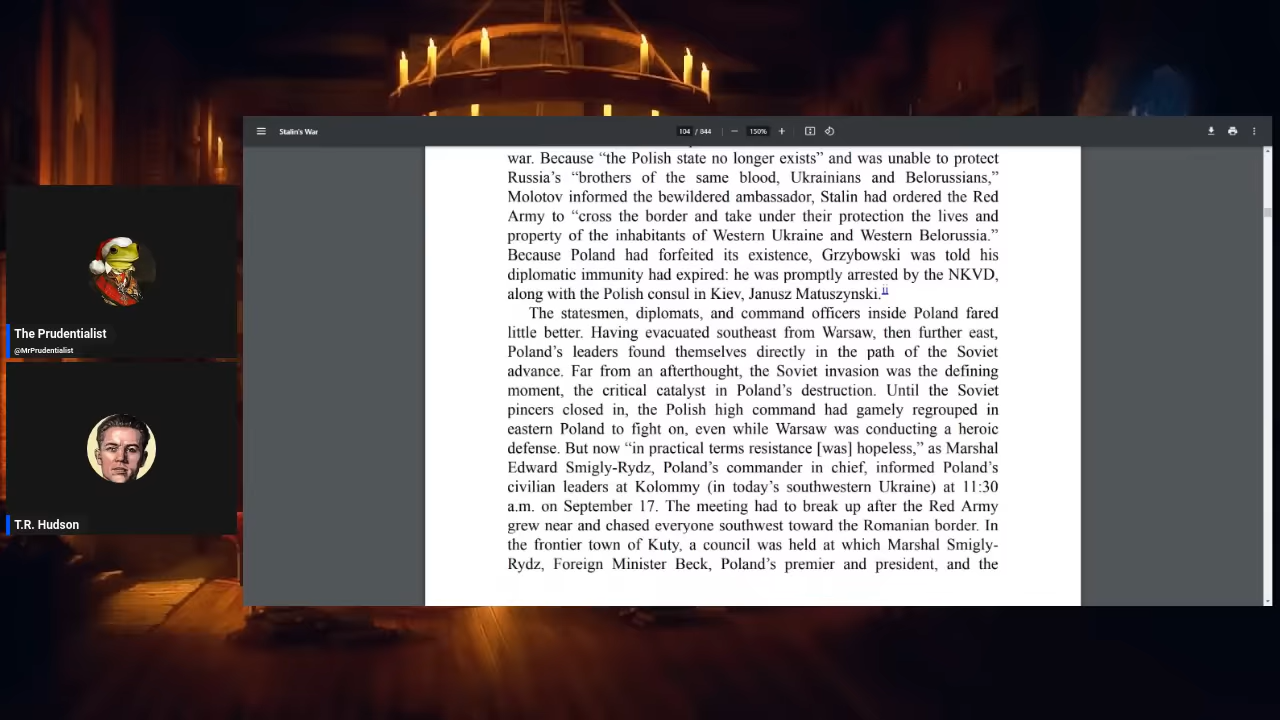 Stalin's War
104 / 844
150%
war. Because “the Polish state no longer exists” and was unable to protect
Russia’s “brothers of the same blood, Ukrainians and Belorussians,”
Molotov informed the bewildered ambassador, Stalin had ordered the Red
Army to “cross the border and take under their protection the lives and
property of the inhabitants of Western Ukraine and Western Belorussia.”
Because Poland had forfeited its existence, Grzybowski was told his
diplomatic immunity had expired: he was promptly arrested by the NKVD,
along with the Polish consul in Kiev, Janusz Matuszynski.ii
The statesmen, diplomats, and command officers inside Poland fared
little better. Having evacuated southeast from Warsaw, then further east,
Poland’s leaders found themselves directly in the path of the Soviet
advance. Far from an afterthought, the Soviet invasion was the defining
moment, the critical catalyst in Poland’s destruction. Until the Soviet
pincers closed in, the Polish high command had gamely regrouped in
eastern Poland to fight on, even while Warsaw was conducting a heroic
defense. But now “in practical terms resistance [was] hopeless,” as Marshal
Edward Smigly-Rydz, Poland’s commander in chief, informed Poland’s
civilian leaders at Kolommy (in today’s southwestern Ukraine) at 11:30
a.m. on September 17. The meeting had to break up after the Red Army
grew near and chased everyone southwest toward the Romanian border. In
the frontier town of Kuty, a council was held at which Marshal Smigly-
Rydz, Foreign Minister Beck, Poland’s premier and president, and the
The Prudentialist
@MrPrudentialist
T.R. Hudson